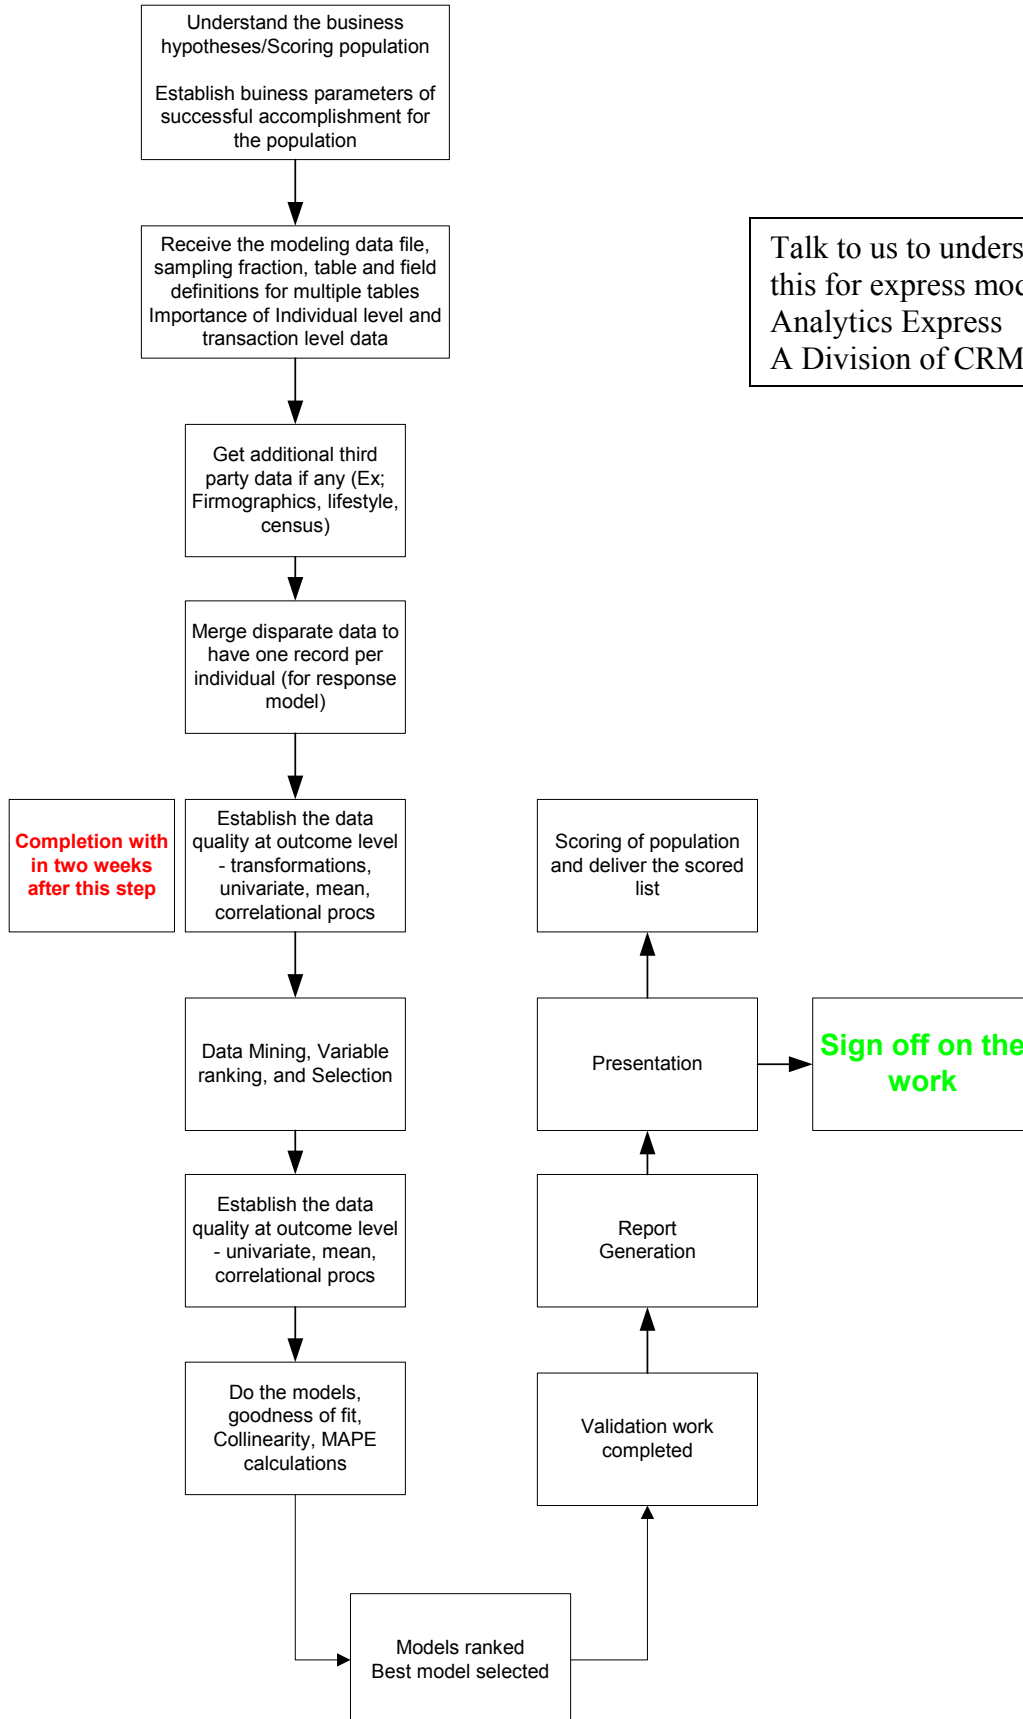 Understand the business
hypotheses/Scoring population
Establish buiness parameters of
successful accomplishment for
the population
Receive the modeling data file,
sampling fraction, table and field
definitions for multiple tables
Importance of Individual level and
transaction level data
Talk to us to
this for express
Analytics Express
A Division of CRM
Get additional third
party data if any (Ex;
Firmographics, lifestyle,
census)
Merge disparate data to
have one record per
individual (for response
model)
Completion with
in two weeks
after this step
Establish the data
quality at outcome level
- transformations,
univariate, mean,
correlational procs
Scoring of population
and deliver the scored
list
Data Mining, Variable
ranking, and Selection
Presentation
Sign off on the
work
Establish the data
quality at outcome level
- univariate, mean,
correlational procs
Report
Generation
Do the models,
goodness of fit,
Collinearity, MAPE
calculations
Validation work
completed
Models ranked
Best model selected